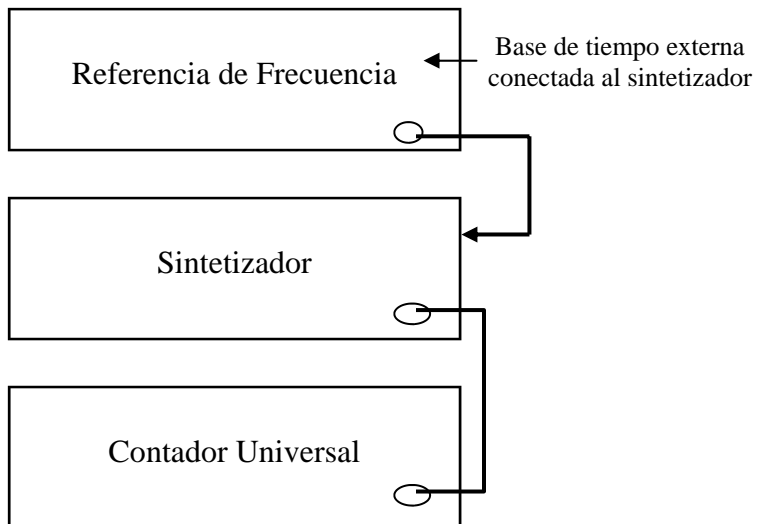 Referencia de Frecuencia
Base de tiempo externa
conectada al sintetizador
Sintetizador
Contador Universal